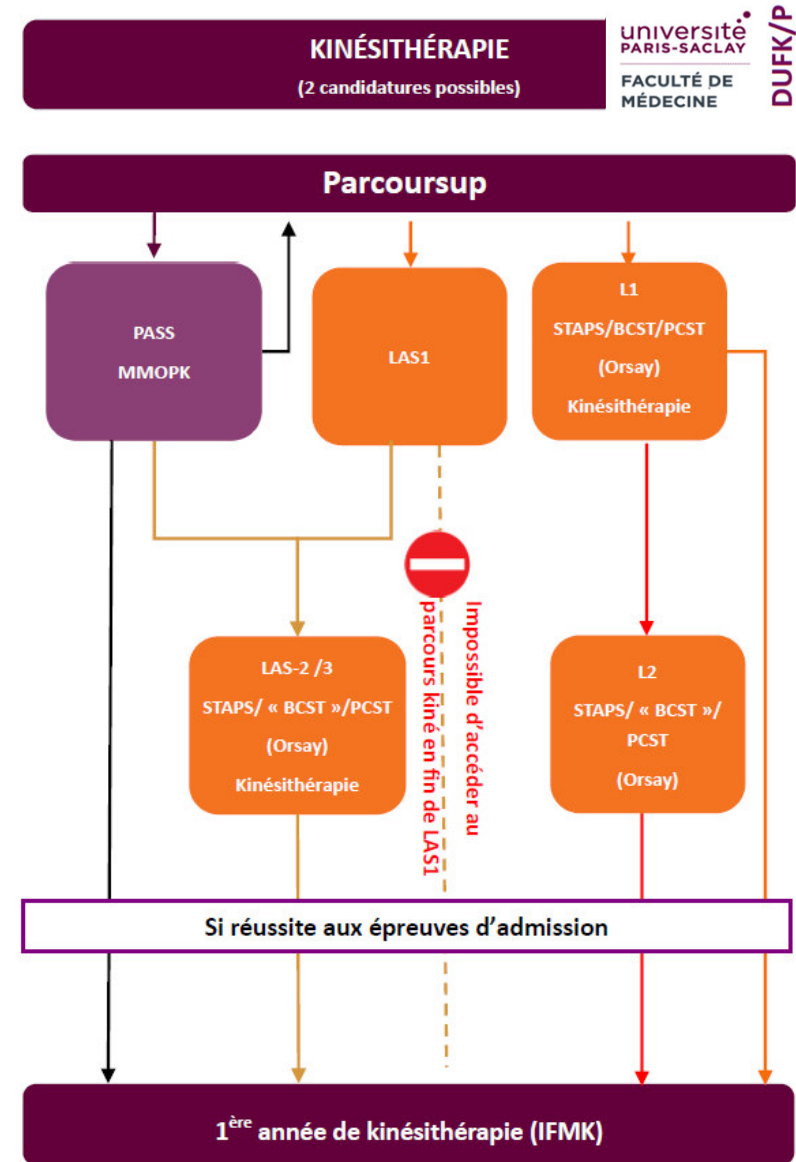 KINÉSITHÉRAPIE
(2 candidatures possibles)
université
PARIS-SACLAY
FACULTÉ DE
MÉDECINE
DUFK/P
Parcoursup
PASS
MMOPK
LAS1
L1
STAPS/BCST/PCST
(Orsay)
Kinésithérapie
Impossible d'accéder au
parcours kiné en fin de LAS1
LAS-2 /3
STAPS/ « BCST »/PCST
(Orsay)
Kinésithérapie
L2
STAPS/ « BCST »/
PCST
(Orsay)
Si réussite aux épreuves d'admission
1ère année de kinésithérapie (IFMK)